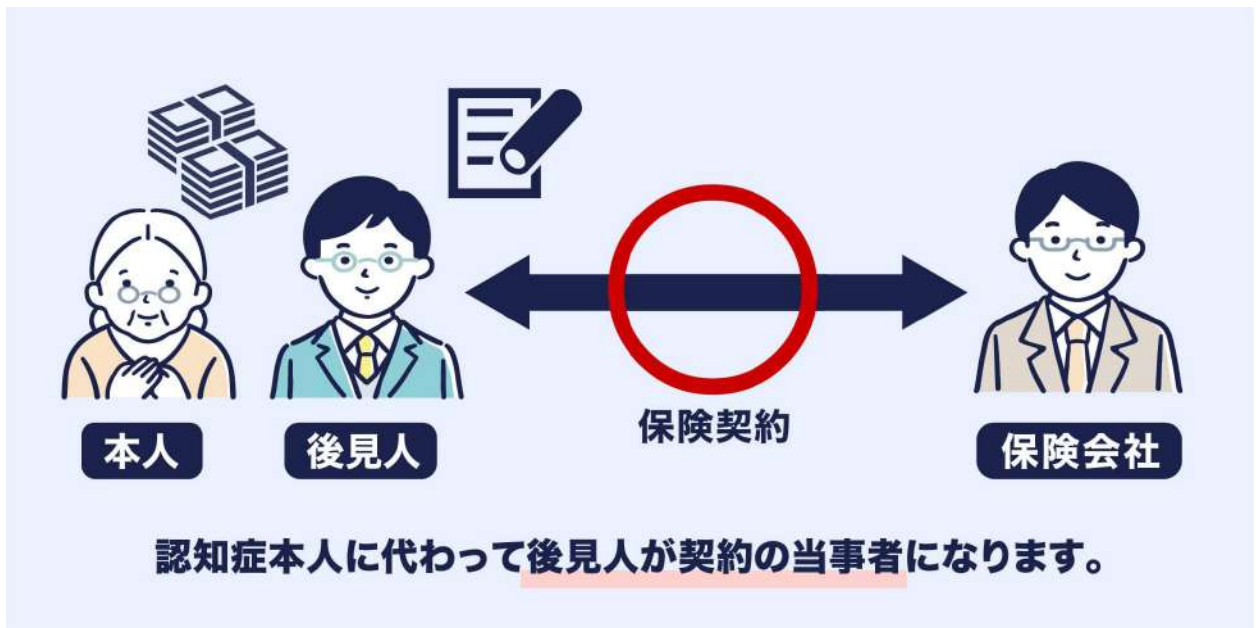 保険契約
本人
後見人
保険会社
認知症本人に代わって後見人が契約の当事者になります。